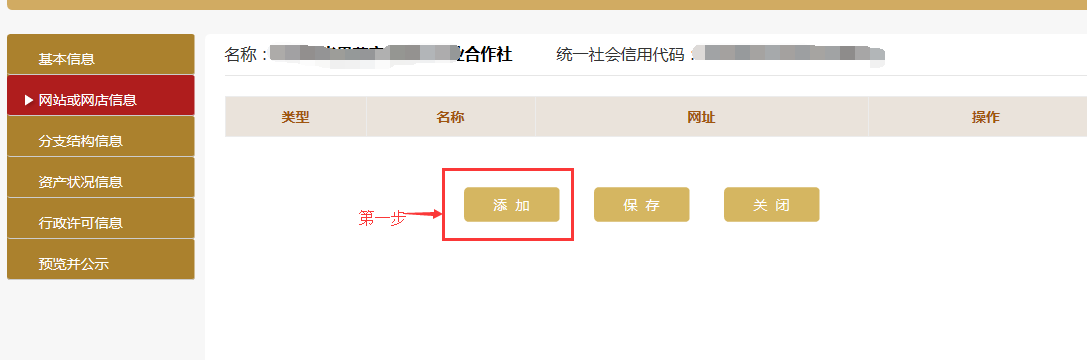 基本信息
网站或网店信息
分支结构信息
资产状况信息
行政许可信息
预览并公示
名称： 合作社 统一社会信用代码：
类型 名称 网址 操作
第一步 添 加 保 存 关 闭